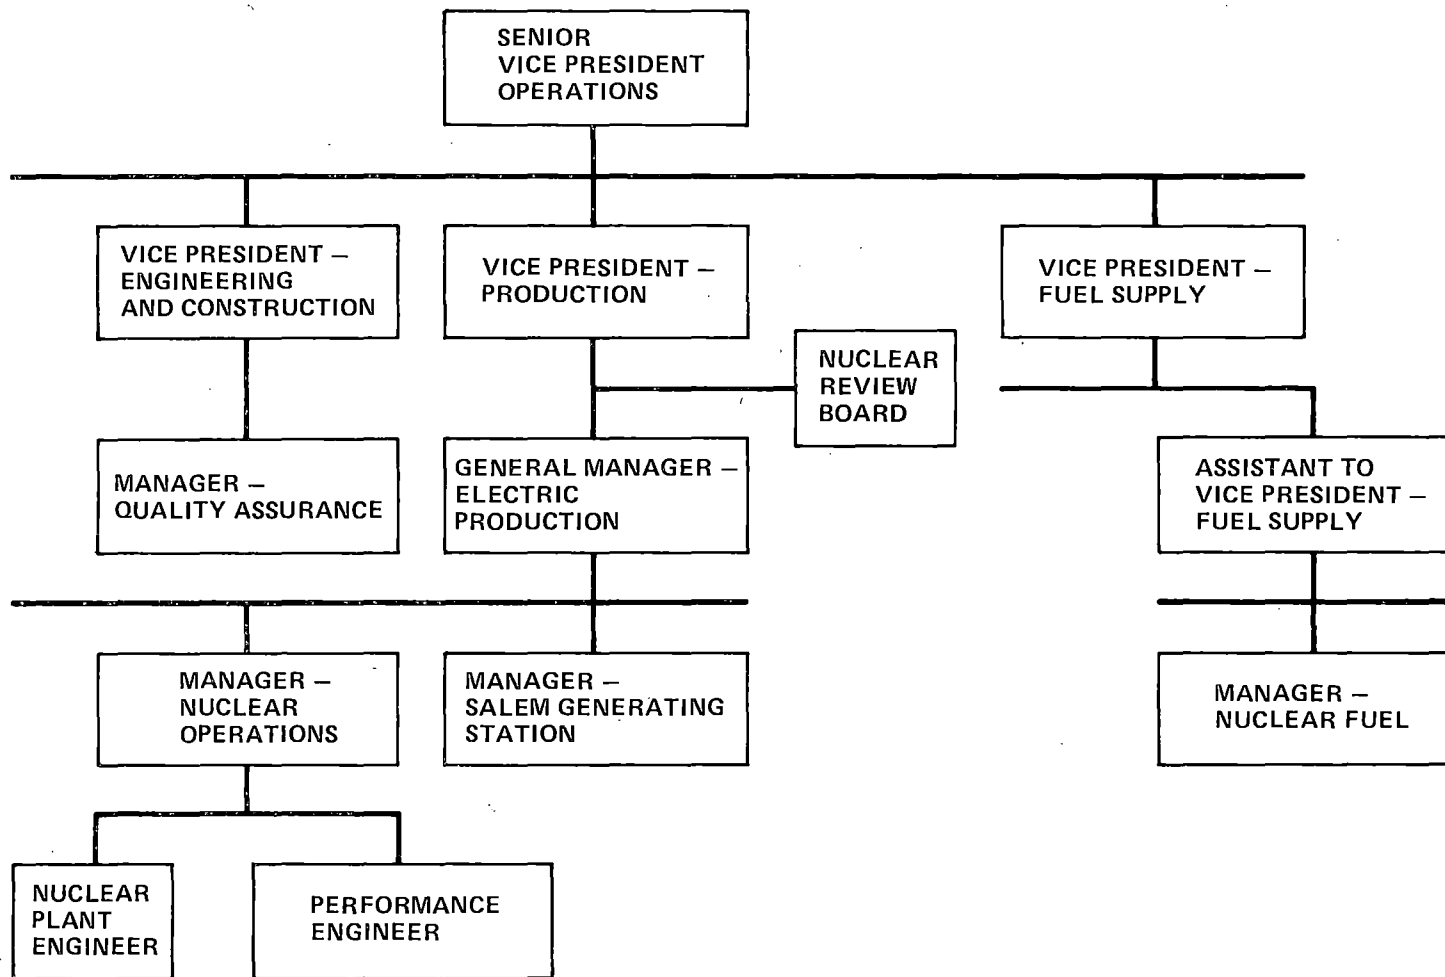 SENIOR
VICE PRESIDENT
OPERATIONS
VICE PRESIDENT –
ENGINEERING
AND CONSTRUCTION
VICE PRESIDENT –
PRODUCTION
VICE PRESIDENT –
FUEL SUPPLY
NUCLEAR
REVIEW
BOARD
MANAGER –
QUALITY ASSURANCE
GENERAL MANAGER –
ELECTRIC
PRODUCTION
ASSISTANT TO
VICE PRESIDENT –
FUEL SUPPLY
MANAGER –
NUCLEAR
OPERATIONS
MANAGER –
SALEM GENERATING
STATION
MANAGER –
NUCLEAR FUEL
NUCLEAR
PLANT
ENGINEER
PERFORMANCE
ENGINEER